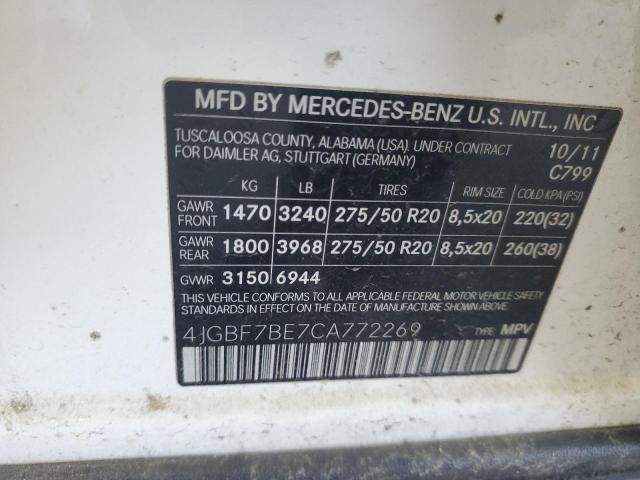 MFD BY MERCEDES-BENZ U.S. INTL., INC
TUSCALOOSA COUNTY, ALABAMA (USA). UNDER CONTRACT 10/11
FOR DAIMLER AG, STUTTGART (GERMANY) C799
KG LB TIRES RIM SIZE COLD KPA(PSI)
GAWR FRONT 1470 3240 275/50 R20 8,5x20 220(32)
GAWR REAR 1800 3968 275/50 R20 8,5x20 260(38)
GVWR 3150 6944
THIS VEHICLE CONFORMS TO ALL APPLICABLE FEDERAL MOTOR VEHICLE SAFETY
STANDARDS IN EFFECT ON THE DATE OF MANUFACTURE SHOWN ABOVE.
4JGBF7BE7CA772269 TYPE: MPV